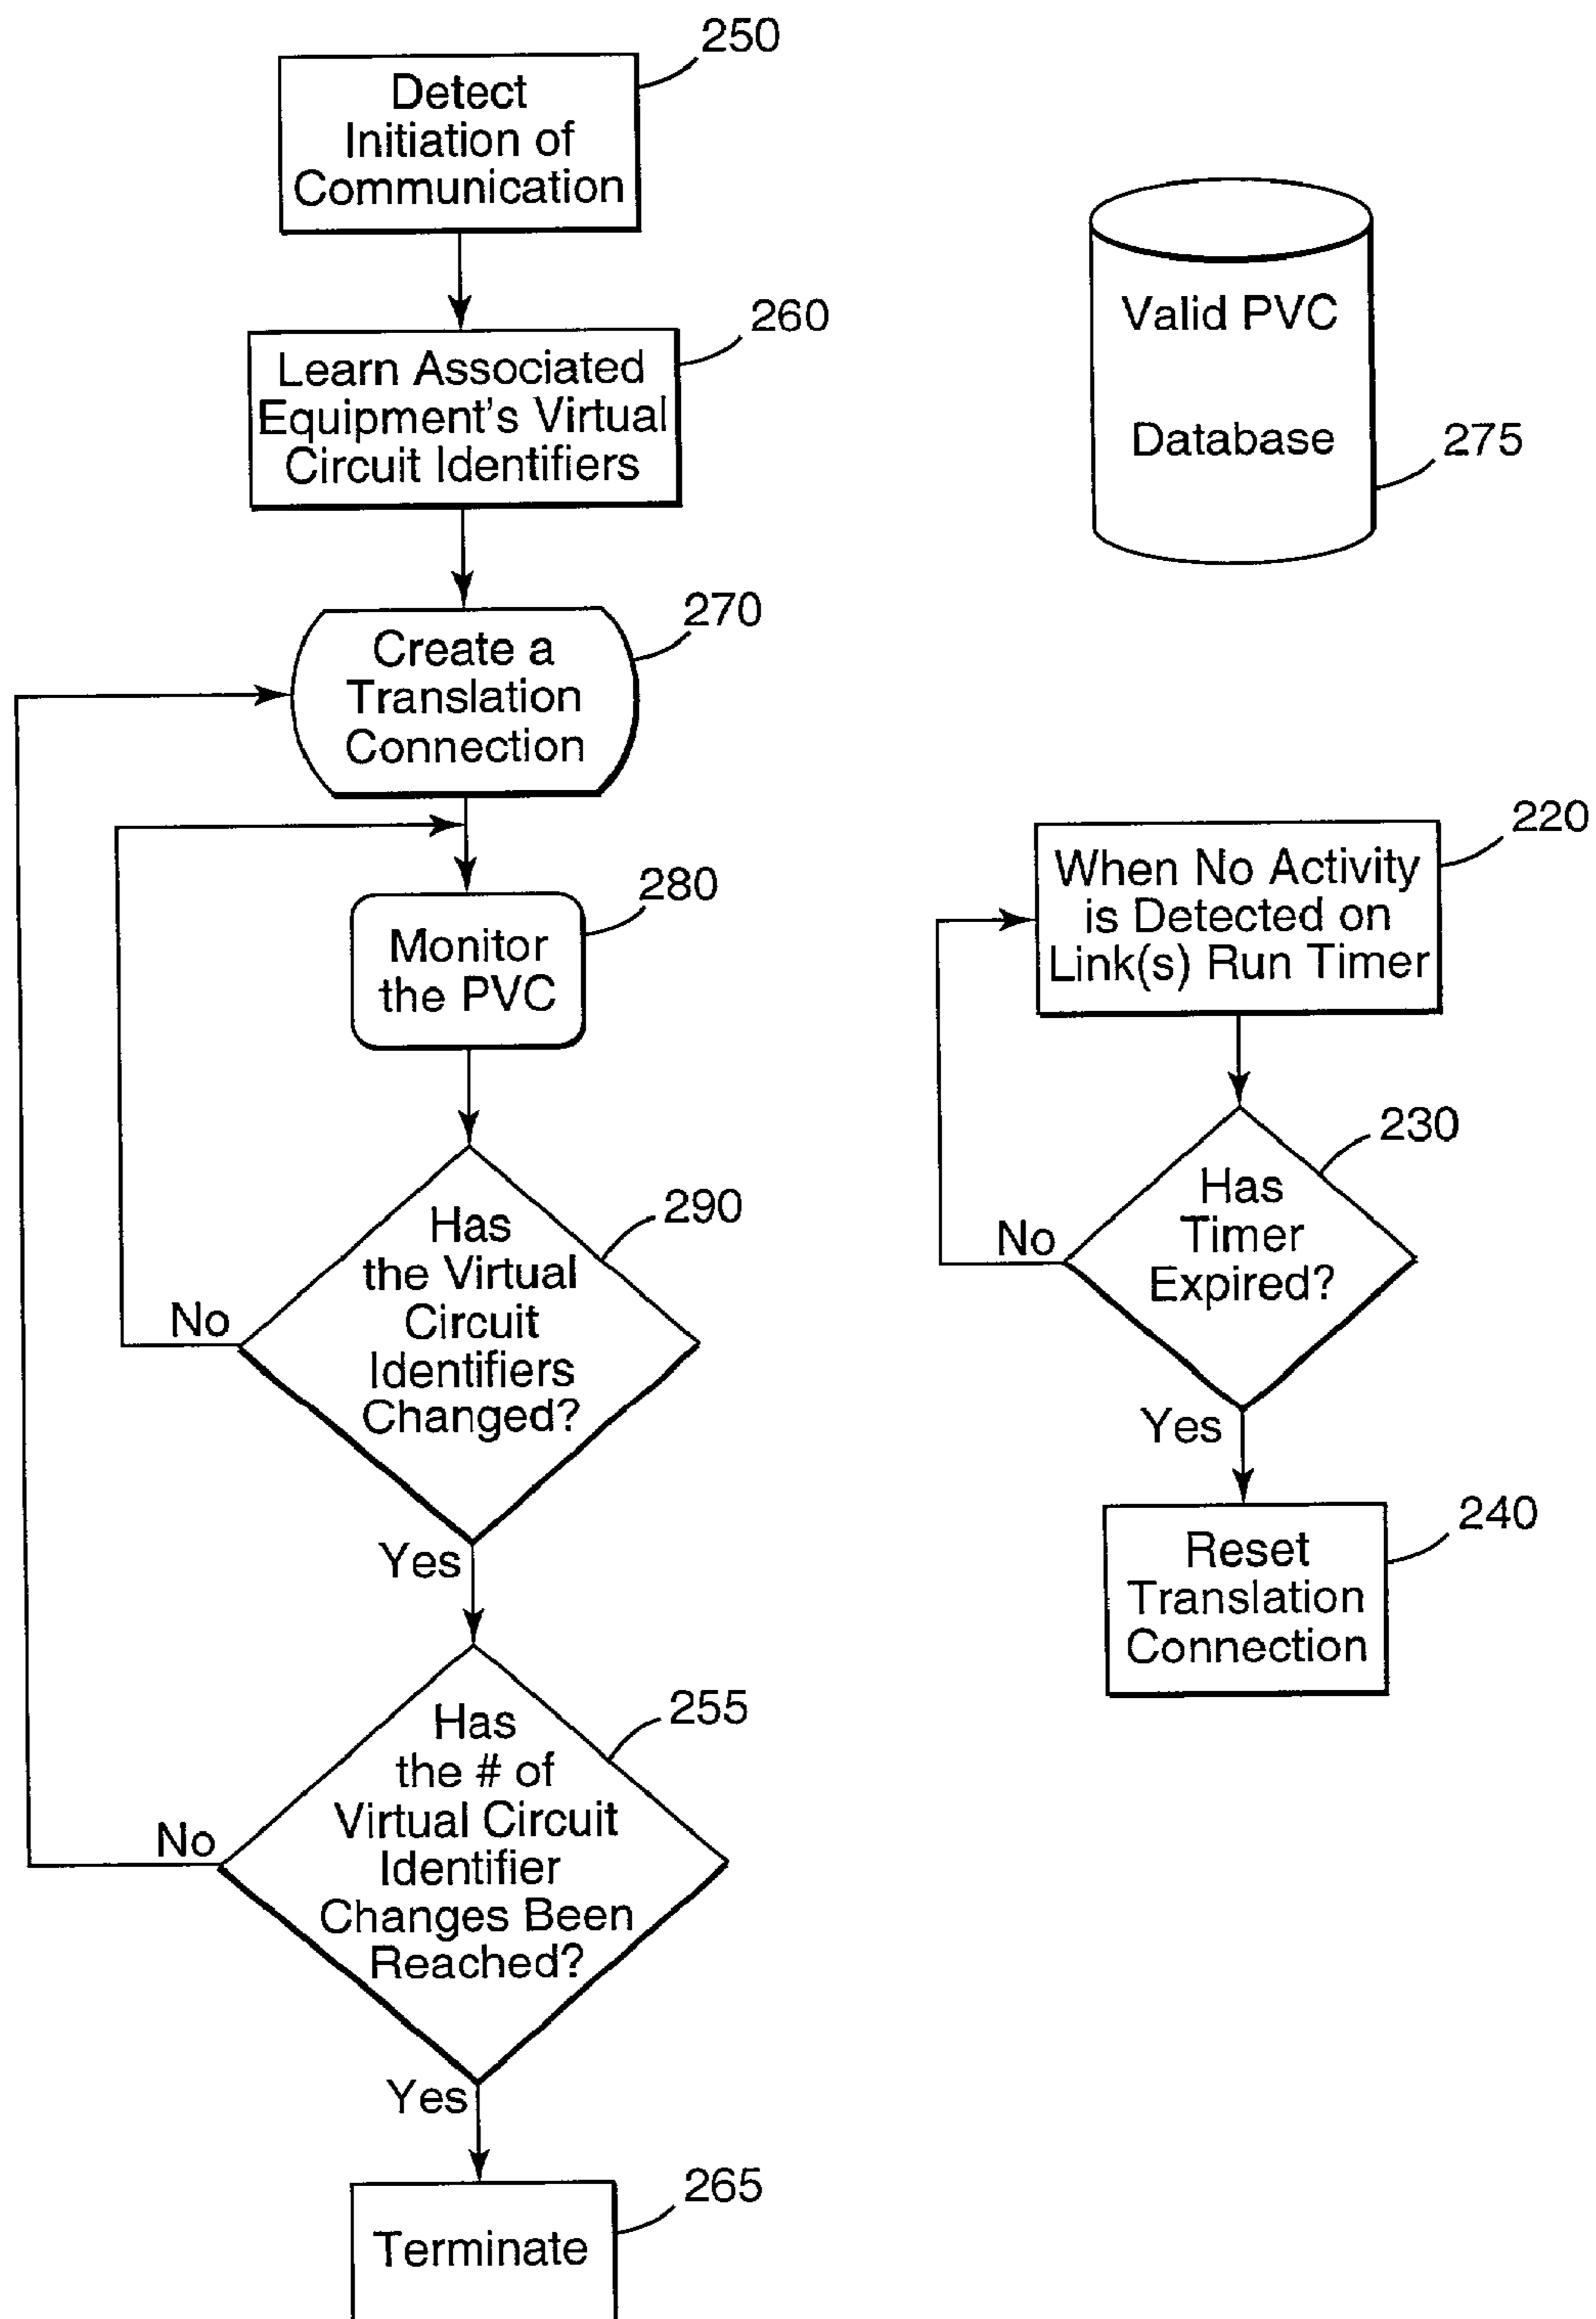 250
Detect
Initiation of
Communication
260
Learn Associated
Equipment's Virtual
Circuit Identifiers
270
Create a
Translation
Connection
280
Monitor
the PVC
290
Has
the Virtual
Circuit
Identifiers
Changed?
No
Yes
255
Has
the # of
Virtual Circuit
Identifier
Changes Been
Reached?
No
Yes
265
Terminate
Valid PVC
Database
275
220
When No Activity
is Detected on
Link(s) Run Timer
230
Has
Timer
Expired?
No
Yes
240
Reset
Translation
Connection